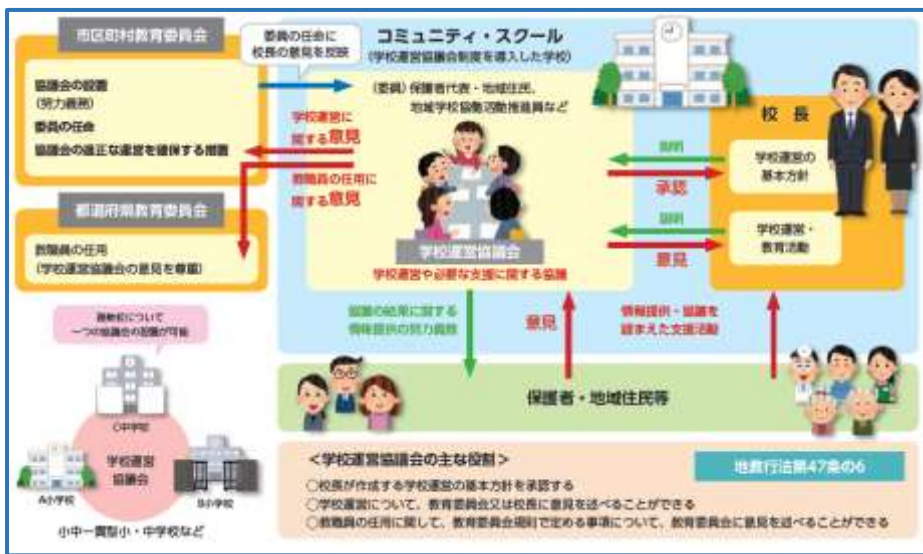 市区町村教育委員会
協議会の設置
(努力義務)
委員の任命
協議会の適正な運営を確保する措置
委員の任命に
校長の意見を反映
コミュニティ・スクール
(学校運営協議会制度を導入した学校)
(委員)保護者代表・地域住民、
地域学校協働活動推進員など
学校運営に
関する意見
教職員の任用に
関する意見
都道府県教育委員会
教職員の任用
(学校運営協議会の意見を尊重)
学校運営協議会
学校運営や必要な支援に関する協議
校長
説明
承認
学校運営の
基本方針
説明
意見
学校運営・
教育活動
協議の結果に関する
情報提供の努力義務
意見
情報提供・協議を
踏まえた支援活動
保護者・地域住民等
複数校について
一つの協議会の設置が可能
C中学校
学校運営
協議会
A小学校
B小学校
小中一貫型小・中学校など
<学校運営協議会の主な役割>
地教行法第47条の6
○校長が作成する学校運営の基本方針を承認する
○学校運営について、教育委員会又は校長に意見を述べることができる
○教職員の任用に関して、教育委員会規則で定める事項について、教育委員会に意見を述べることができる